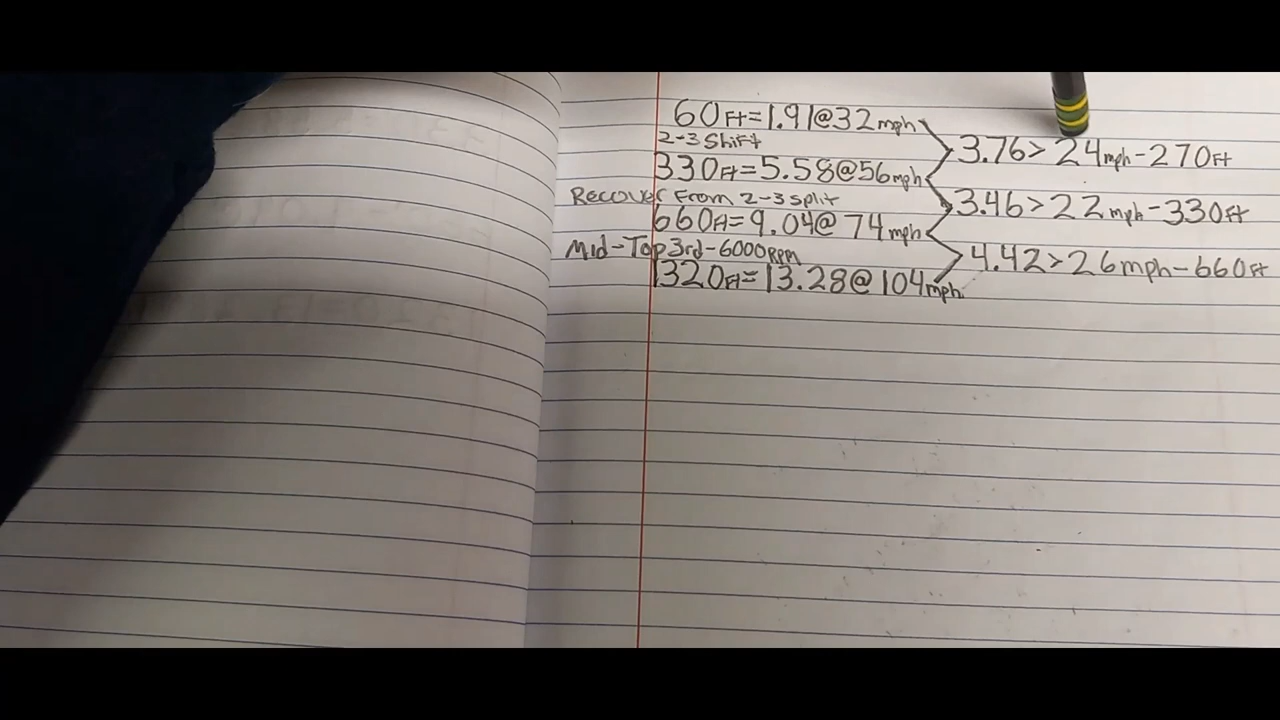 60Ft=1.91@32mph
3.76>24mph-270Ft
2-3 Shift
330Ft=5.58@56mph
Recover From 2-3 split
3.46>22mph-330Ft
660Ft=9.04@74mph
Mid-Top 3rd-6000RPM
4.42>26mph-660Ft
1320Ft=13.28@104mph